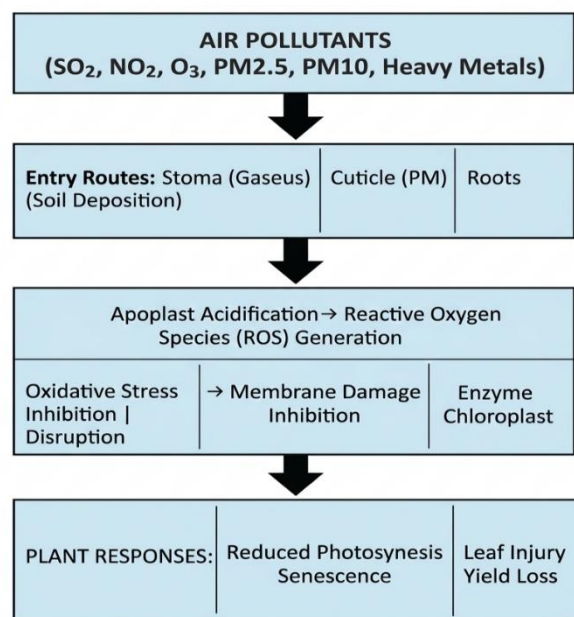 AIR POLLUTANTS
(SO₂, NO₂, O₃, PM2.5, PM10, Heavy Metals)
Entry Routes: Stoma (Gaseus)
(Soil Deposition)
Cuticle (PM)
Roots
Apoplast Acidification→ Reactive Oxygen
Species (ROS) Generation
Oxidative Stress
Inhibition |
Disruption
→ Membrane Damage
Inhibition
Enzyme
Chloroplast
PLANT RESPONSES:
Reduced Photosynesis
Senescence
Leaf Injury
Yield Loss